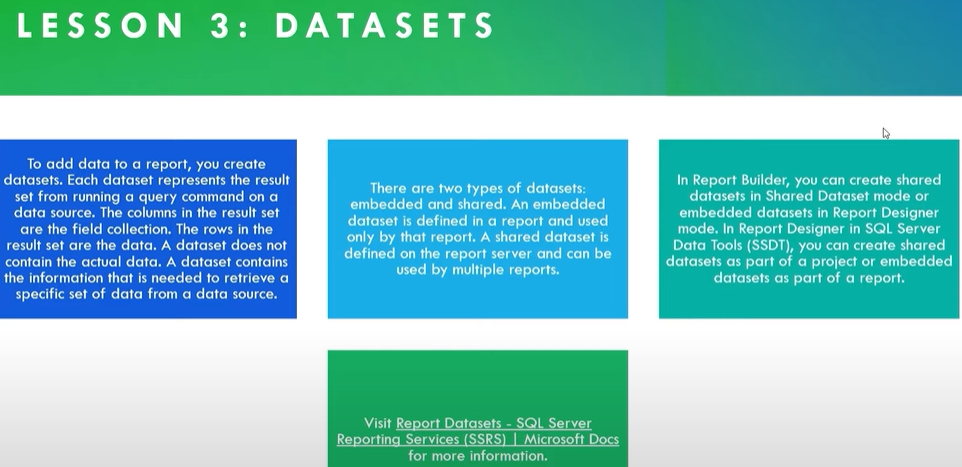 LESSON 3: DATASETS
To add data to a report, you create
datasets. Each dataset represents the result
set from running a query command on a
data source. The columns in the result set
are the field collection. The rows in the
result set are the data. A dataset does not
contain the actual data. A dataset contains
the information that is needed to retrieve a
specific set of data from a data source.
There are two types of datasets:
embedded and shared. An embedded
dataset is defined in a report and used
only by that report. A shared dataset is
defined on the report server and can be
used by multiple reports.
In Report Builder, you can create shared
datasets in Shared Dataset mode or
embedded datasets in Report Designer
mode. In Report Designer in SQL Server
Data Tools (SSDT), you can create shared
datasets as part of a project or embedded
datasets as part of a report.
Visit Report Datasets - SQL Server
Reporting Services (SSRS) | Microsoft Docs
for more information.